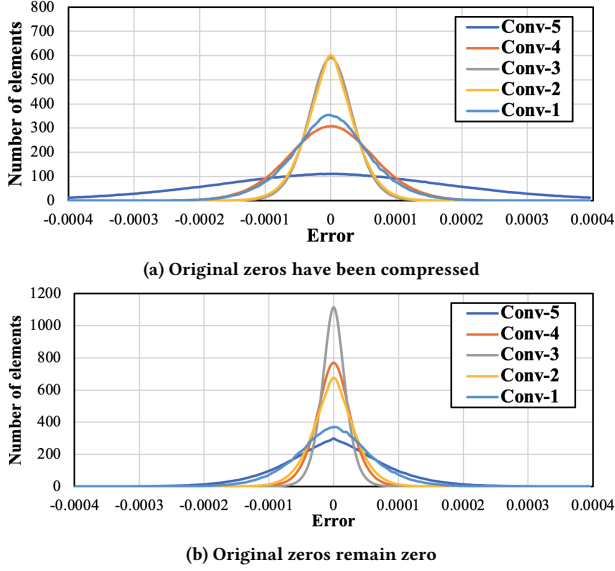 800
700
600
500
400
300
200
100
0
Number of elements
Conv-5
Conv-4
Conv-3
Conv-2
Conv-1
-0.0004 -0.0003 -0.0002 -0.0001 0 0.0001 0.0002 0.0003 0.0004
Error
(a) Original zeros have been compressed
1200
1000
800
600
400
200
0
Number of elements
Conv-5
Conv-4
Conv-3
Conv-2
Conv-1
-0.0004 -0.0003 -0.0002 -0.0001 0 0.0001 0.0002 0.0003 0.0004
Error
(b) Original zeros remain zero